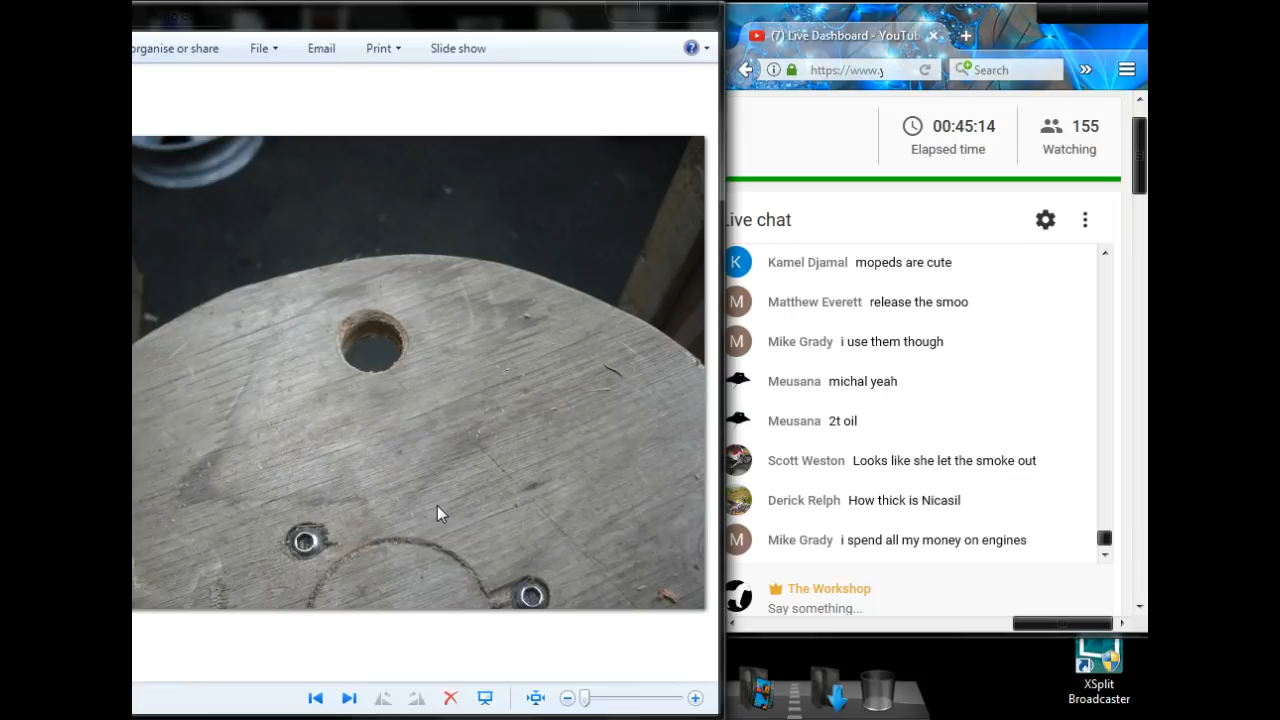 organise or share File Email Print Slide show
(7) Live Dashboard - YouTu
https://www.y Search
00:45:14
Elapsed time
155
Watching
Live chat
K Kamel Djamal mopeds are cute
M Matthew Everett release the smoo
M Mike Grady i use them though
Meusana michal yeah
Meusana 2t oil
Scott Weston Looks like she let the smoke out
Derick Relph How thick is Nicasil
M Mike Grady i spend all my money on engines
The Workshop
Say something...
XSplit
Broadcaster